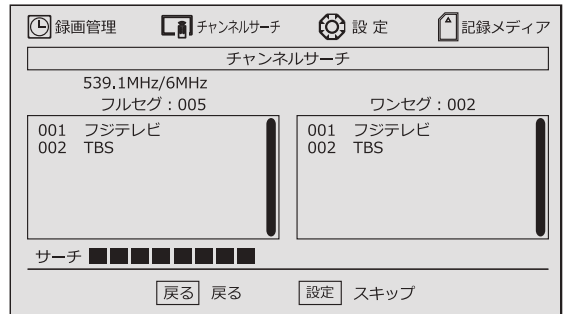 録画管理 チャンネルサーチ 設定 記録メディア
チャンネルサーチ
539.1MHz/6MHz
フルセグ：005 ワンセグ：002
001 フジテレビ 001 フジテレビ
002 TBS 002 TBS
サーチ
戻る 戻る 設定 スキップ